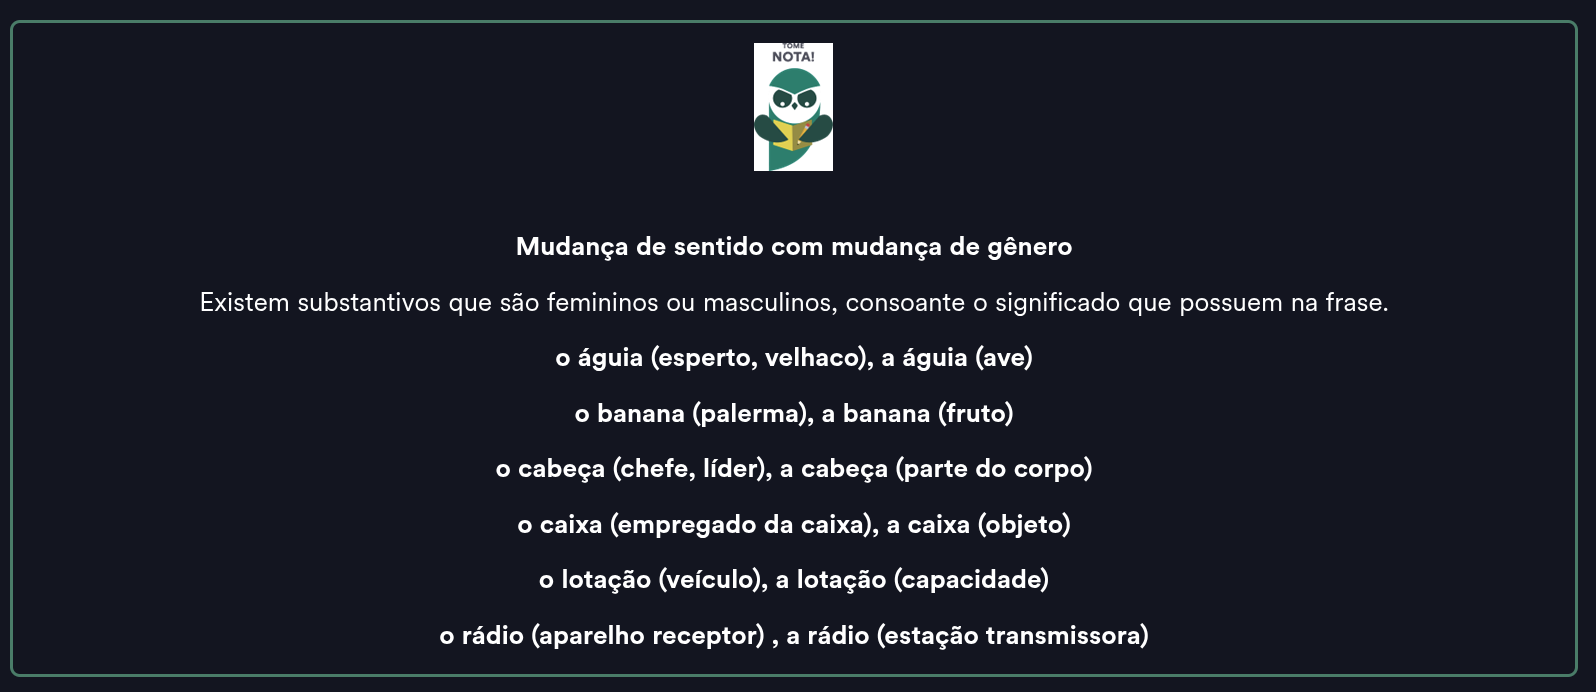 TOME
NOTA!
Mudança de sentido com mudança de gênero
Existem substantivos que são femininos ou masculinos, consoante o significado que possuem na frase.
o águia (esperto, velhaco), a águia (ave)
o banana (palerma), a banana (fruto)
o cabeça (chefe, líder), a cabeça (parte do corpo)
o caixa (empregado da caixa), a caixa (objeto)
o lotação (veículo), a lotação (capacidade)
o rádio (aparelho receptor) , a rádio (estação transmissora)